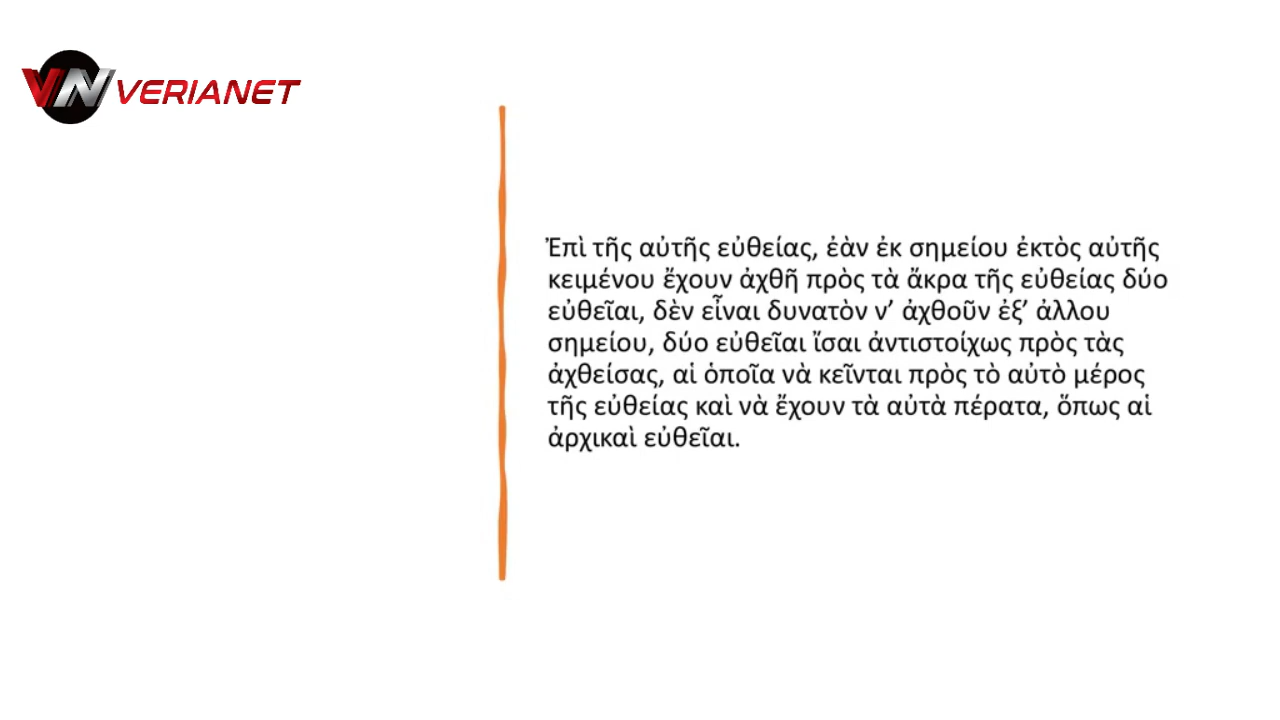 VN VERIANET
Ἐπὶ τῆς αὐτῆς εὐθείας, ἐὰν ἐκ σημείου ἐκτὸς αὐτῆς
κειμένου ἔχουν ἀχθῆ πρὸς τὰ ἄκρα τῆς εὐθείας δύο
εὐθεῖαι, δὲν εἶναι δυνατὸν ν’ ἀχθοῦν ἐξ’ ἀλλου
σημείου, δύο εὐθεῖαι ἴσαι ἀντιστοίχως πρὸς τὰς
ἀχθείσας, αἱ ὁποῖα νὰ κεῖνται πρὸς τὸ αὐτὸ μέρος
τῆς εὐθείας καὶ νὰ ἔχουν τὰ αὐτὰ πέρατα, ὅπως αἱ
ἀρχικαὶ εὐθεῖαι.